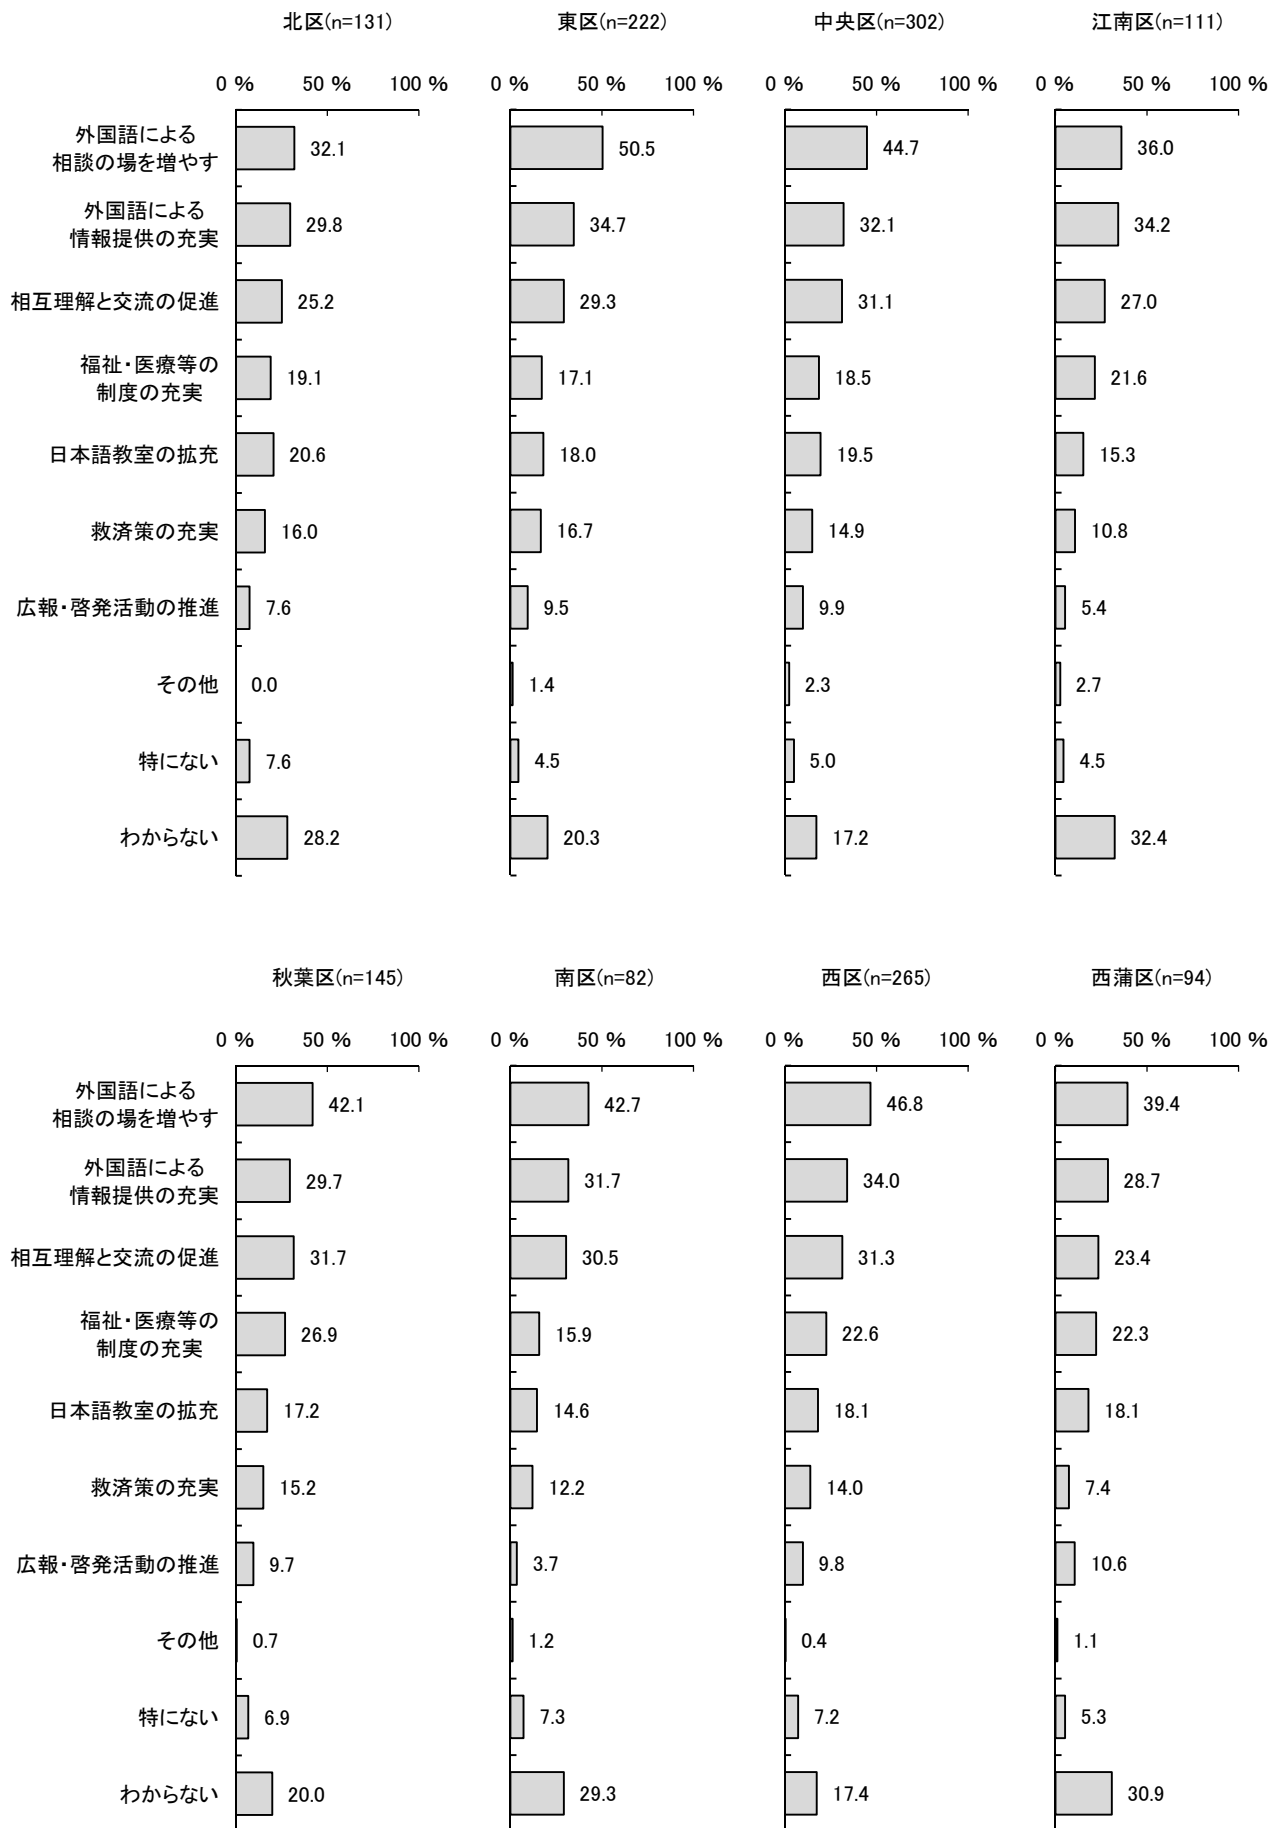 北区(n=131) 東区(n=222) 中央区(n=302) 江南区(n=111)
0 % 50 % 100 % 0 % 50 % 100 % 0 % 50 % 100 % 0 % 50 % 100 %
外国語による
相談の場を増やす 32.1 50.5 44.7 36.0
外国語による
情報提供の充実 29.8 34.7 32.1 34.2
相互理解と交流の促進 25.2 29.3 31.1 27.0
福祉・医療等の
制度の充実 19.1 17.1 18.5 21.6
日本語教室の拡充 20.6 18.0 19.5 15.3
救済策の充実 16.0 16.7 14.9 10.8
広報・啓発活動の推進 7.6 9.5 9.9 5.4
その他 0.0 1.4 2.3 2.7
特にない 7.6 4.5 5.0 4.5
わからない 28.2 20.3 17.2 32.4
秋葉区(n=145) 南区(n=82) 西区(n=265) 西蒲区(n=94)
0 % 50 % 100 % 0 % 50 % 100 % 0 % 50 % 100 % 0 % 50 % 100 %
外国語による
相談の場を増やす 42.1 42.7 46.8 39.4
外国語による
情報提供の充実 29.7 31.7 34.0 28.7
相互理解と交流の促進 31.7 30.5 31.3 23.4
福祉・医療等の
制度の充実 26.9 15.9 22.6 22.3
日本語教室の拡充 17.2 14.6 18.1 18.1
救済策の充実 15.2 12.2 14.0 7.4
広報・啓発活動の推進 9.7 3.7 9.8 10.6
その他 0.7 1.2 0.4 1.1
特にない 6.9 7.3 7.2 5.3
わからない 20.0 29.3 17.4 30.9